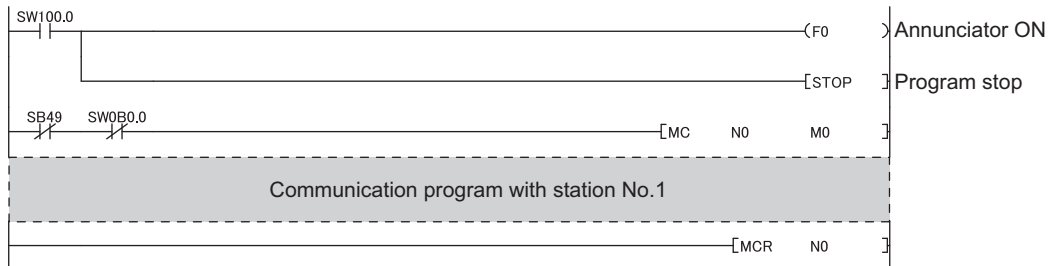 SW100.0
F0 Annunciator ON
STOP Program stop
SB49 SW0B0.0
MC N0 M0
Communication program with station No.1
MCR N0